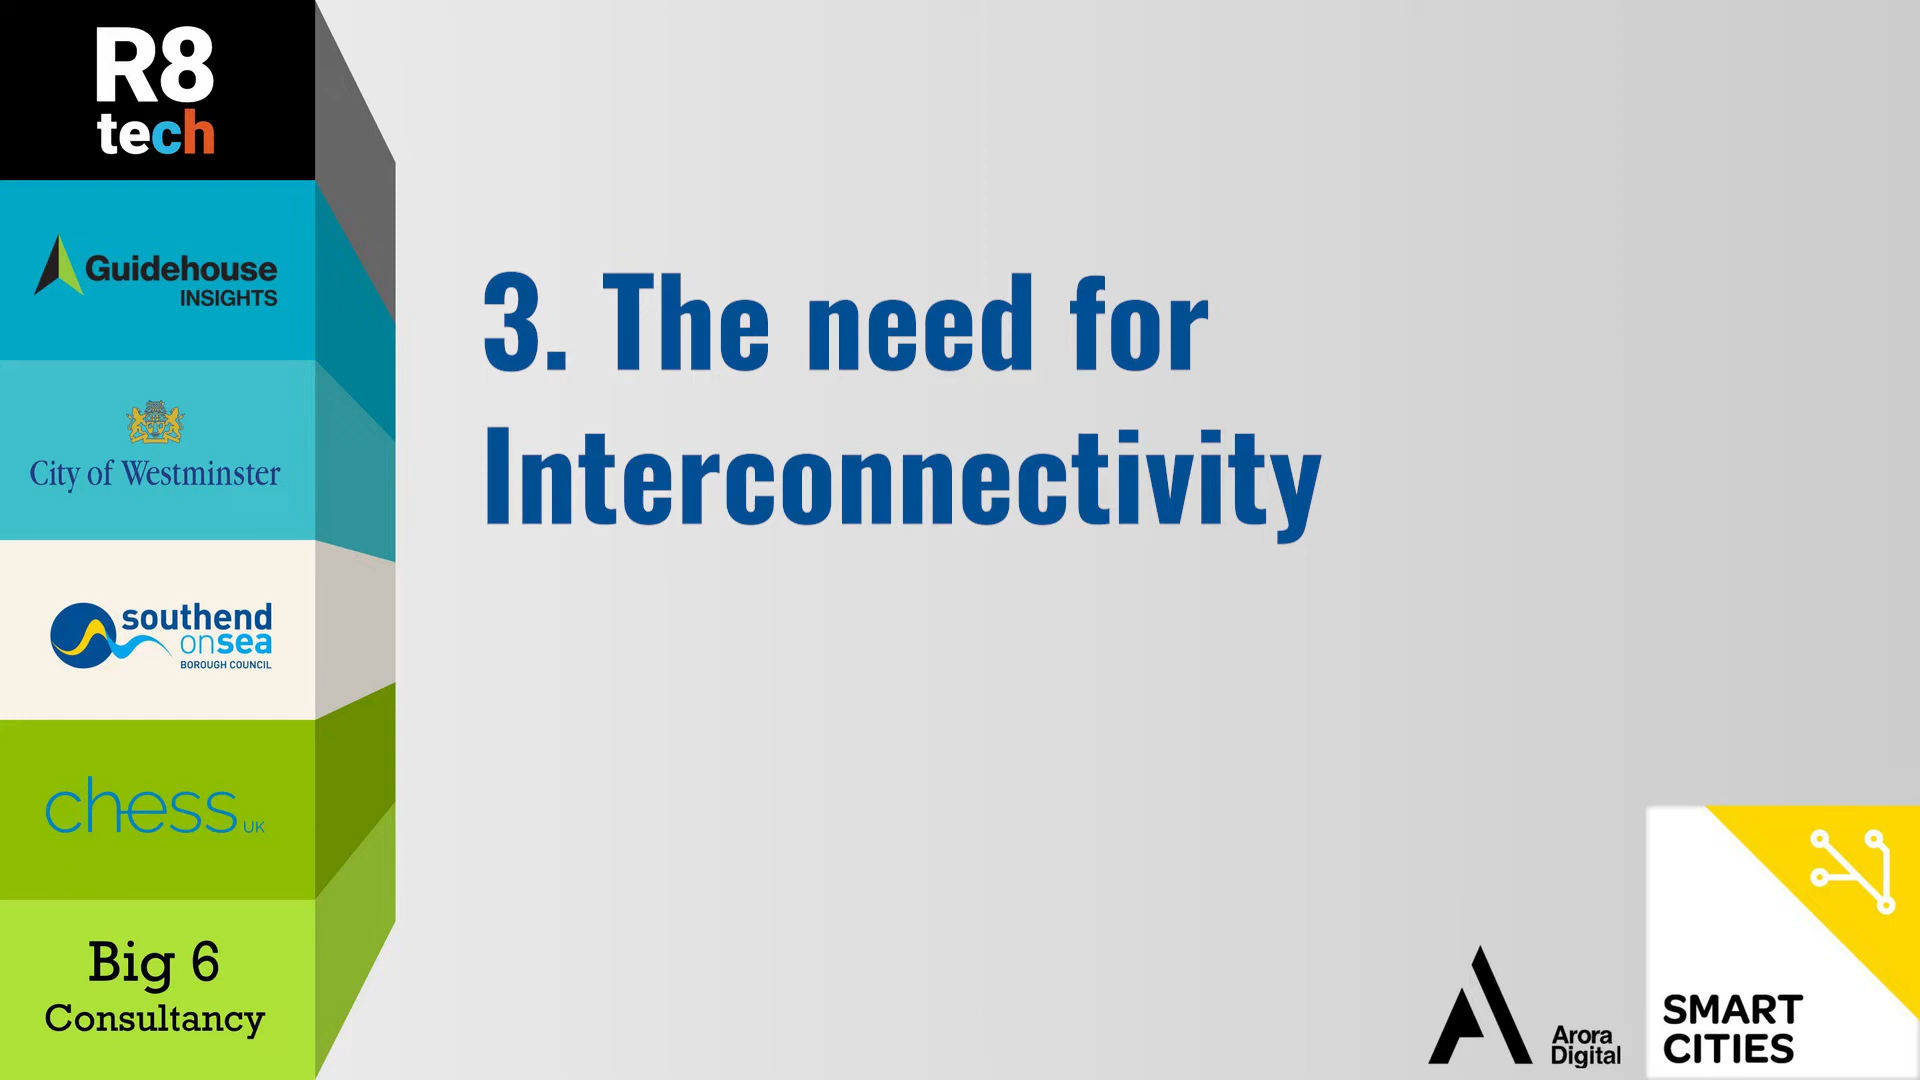 R8
tech
Guidehouse
INSIGHTS
City of Westminster
southend
onsea
BOROUGH COUNCIL
chess UK
Big 6
Consultancy
3. The need for
Interconnectivity
Arora
Digital
SMART
CITIES